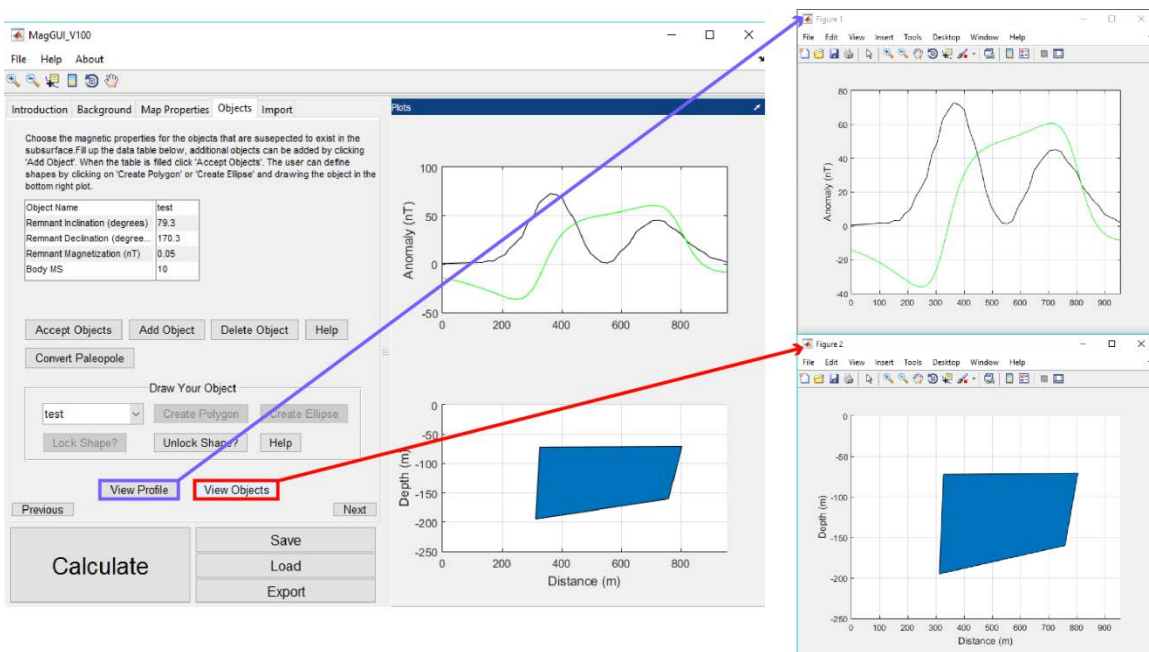 MagGUI_V100
File Help About
Introduction Background Map Properties Objects Import
Choose the magnetic properties for the objects that are susepected to exist in the
subsurface.Fill up the data table below, additional objects can be added by clicking
'Add Object'. When the table is filled click 'Accept Objects'. The user can define
shapes by clicking on 'Create Polygon' or 'Create Ellipse' and drawing the object in the
bottom right plot.
Object Name test
Remnant Inclination (degrees) 79.3
Remnant Declination (degree... 170.3
Remnant Magnetization (nT) 0.05
Body MS 10
Accept Objects Add Object Delete Object Help
Convert Paleopole
Draw Your Object
test Create Polygon Create Ellipse
Lock Shape? Unlock Shape? Help
View Profile View Objects
Previous Next
Calculate
Save
Load
Export
Plots
100
50
0
-50
Anomaly (nT)
0 200 400 600 800
0
-50
-100
-150
-200
-250
Depth (m)
0 200 400 600 800
Distance (m)
Figure 1
File Edit View Insert Tools Desktop Window Help
80
60
40
20
0
-20
-40
Anomaly (nT)
0 100 200 300 400 500 600 700 800 900
Figure 2
File Edit View Insert Tools Desktop Window Help
0
-50
-100
-150
-200
-250
Depth (m)
0 100 200 300 400 500 600 700 800 900
Distance (m)